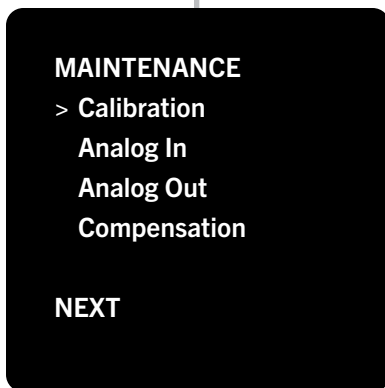 MAINTENANCE
> Calibration
Analog In
Analog Out
Compensation
NEXT